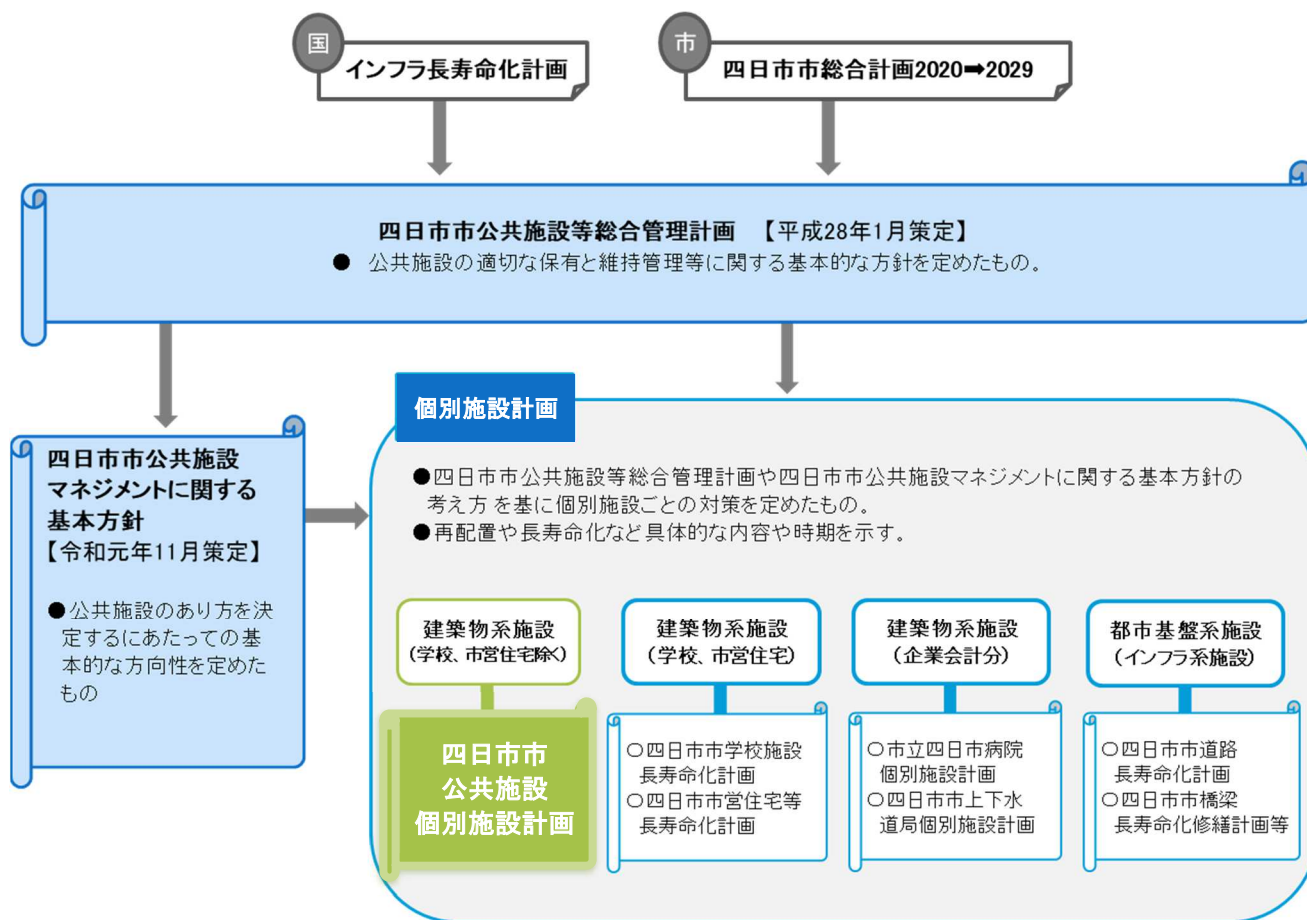 国
インフラ長寿命化計画
市
四日市市総合計画2020➡2029
四日市市公共施設等総合管理計画　【平成28年1月策定】
● 公共施設の適切な保有と維持管理等に関する基本的な方針を定めたもの。
四日市市公共施設
マネジメントに関する
基本方針
【令和元年11月策定】
●公共施設のあり方を決
定するにあたっての基
本的な方向性を定めた
もの
個別施設計画
●四日市市公共施設等総合管理計画や四日市市公共施設マネジメントに関する基本方針の
考え方 を基に個別施設ごとの対策を定めたもの。
●再配置や長寿命化など具体的な内容や時期を示す。
建築物系施設
(学校、市営住宅除く)
四日市市
公共施設
個別施設計画
建築物系施設
(学校、市営住宅)
〇四日市市学校施設
長寿命化計画
〇四日市市営住宅等
長寿命化計画
建築物系施設
(企業会計分)
〇市立四日市病院
個別施設計画
〇四日市市上下水
道局個別施設計画
都市基盤系施設
(インフラ系施設)
〇四日市市道路
長寿命化計画
〇四日市市橋梁
長寿命化修繕計画等